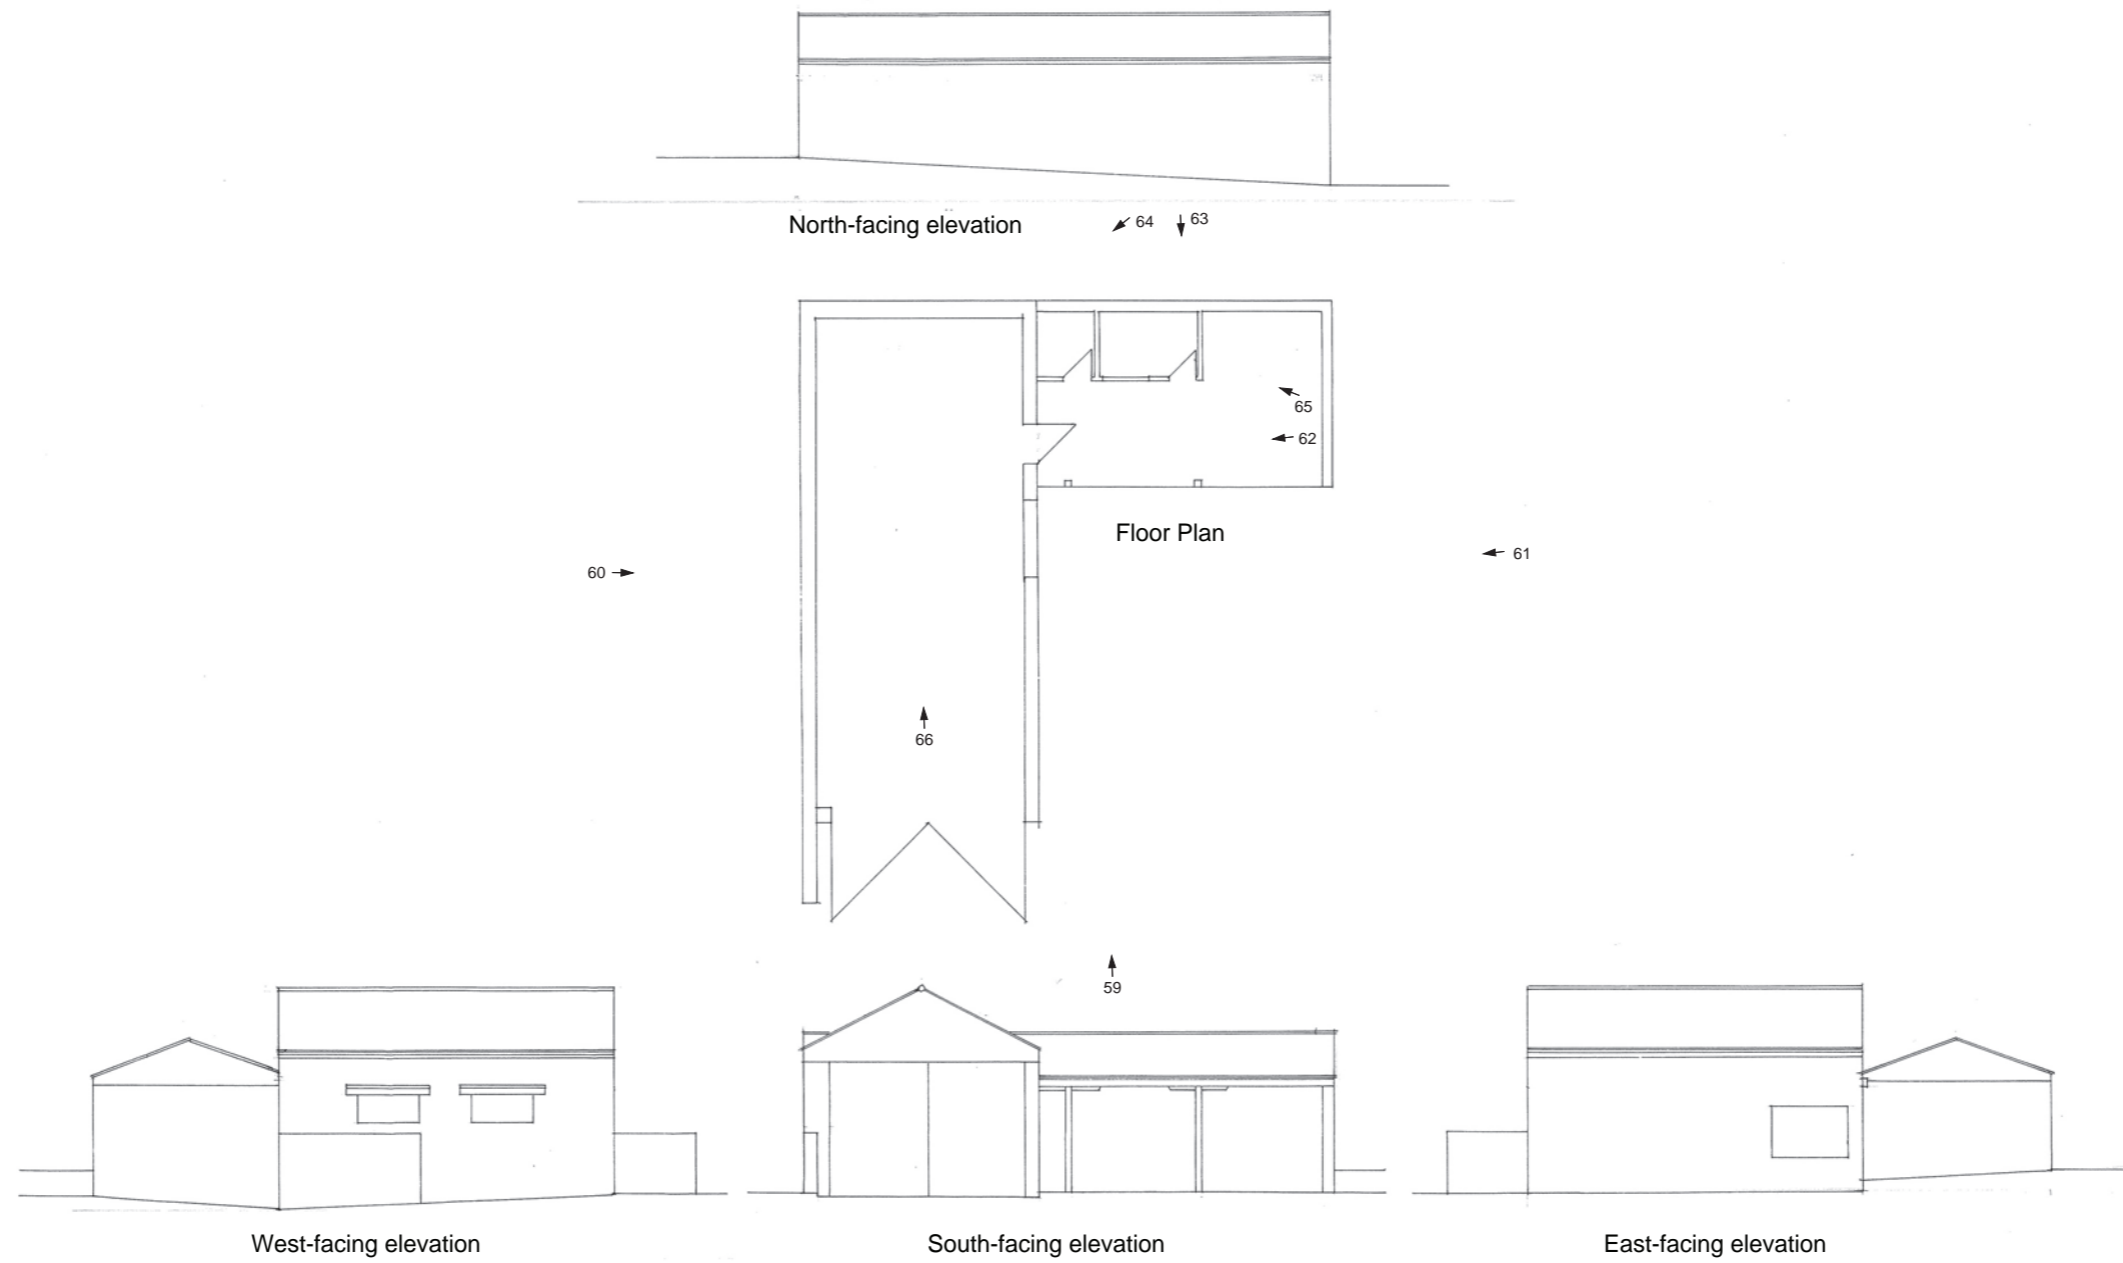 North-facing elevation
64
63
65
62
Floor Plan
61
60
66
59
West-facing elevation
South-facing elevation
East-facing elevation